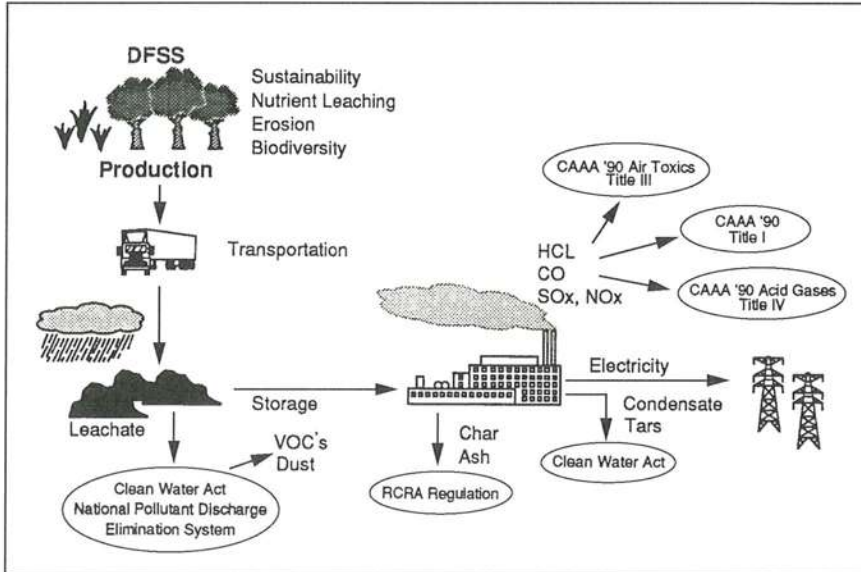 DFSS
Sustainability
Nutrient Leaching
Erosion
Biodiversity
Production
Transportation
CAAA '90 Air Toxics
Title III
CAAA '90
Title I
HCL
CO
SOx, NOx
CAAA '90 Acid Gases
Title IV
Electricity
Storage
Leachate
Condensate
Tars
VOC's
Dust
Char
Ash
Clean Water Act
National Pollutant Discharge
Elimination System
RCRA Regulation
Clean Water Act